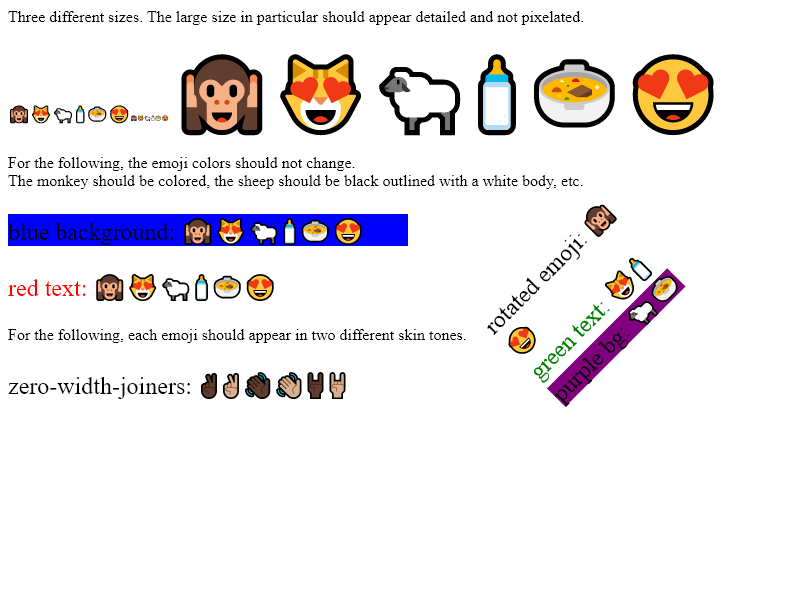 Three different sizes. The large size in particular should appear detailed and not pixelated.
🙉😻🐑🍼🍲😍🙉😻🐑🍼🍲😍🙉😻🐑🍼🍲😍
For the following, the emoji colors should not change.
The monkey should be colored, the sheep should be black outlined with a white body, etc.
blue background: 🙉😻🐑🍼🍲😍
red text: 🙉😻🐑🍼🍲😍
rotated emoji: 🙉
😍
green text: 😻🍼
purple bg: 🐑🍲
For the following, each emoji should appear in two different skin tones.
zero-width-joiners: ✌🏿✌🏼👋🏿👋🏼🤘🏿🤘🏼